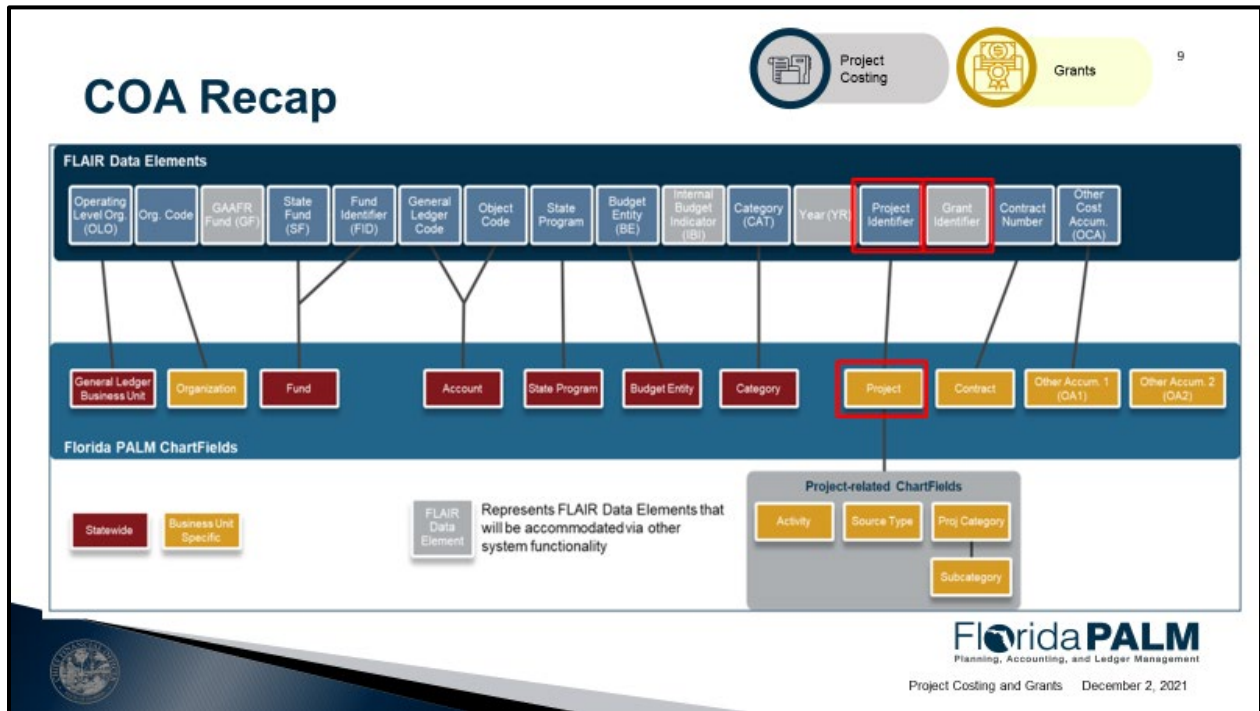 Project
Costing
Grants
9
COA Recap
FLAIR Data Elements
Operating
Level Org.
(OLO)
Org. Code
GAAFR
Fund (GF)
State
Fund
(SF)
Fund
Identifier
(FID)
General
Ledger
Code
Object
Code
State
Program
Budget
Entity
(BE)
Internal
Budget
Indicator
(IBI)
Category
(CAT)
Year (YR)
Project
Identifier
Grant
Identifier
Contract
Number
Other
Cost
Accum.
(OCA)
General Ledger
Business Unit
Organization
Fund
Account
State Program
Budget Entity
Category
Project
Contract
Other Accum. 1
(OA1)
Other Accum. 2
(OA2)
Florida PALM ChartFields
Statewide
Business Unit
Specific
FLAIR
Data
Element
Represents FLAIR Data Elements that
will be accommodated via other
system functionality
Project-related ChartFields
Activity
Source Type
Proj Category
Subcategory
Florida PALM
Planning, Accounting, and Ledger Management
Project Costing and Grants December 2, 2021